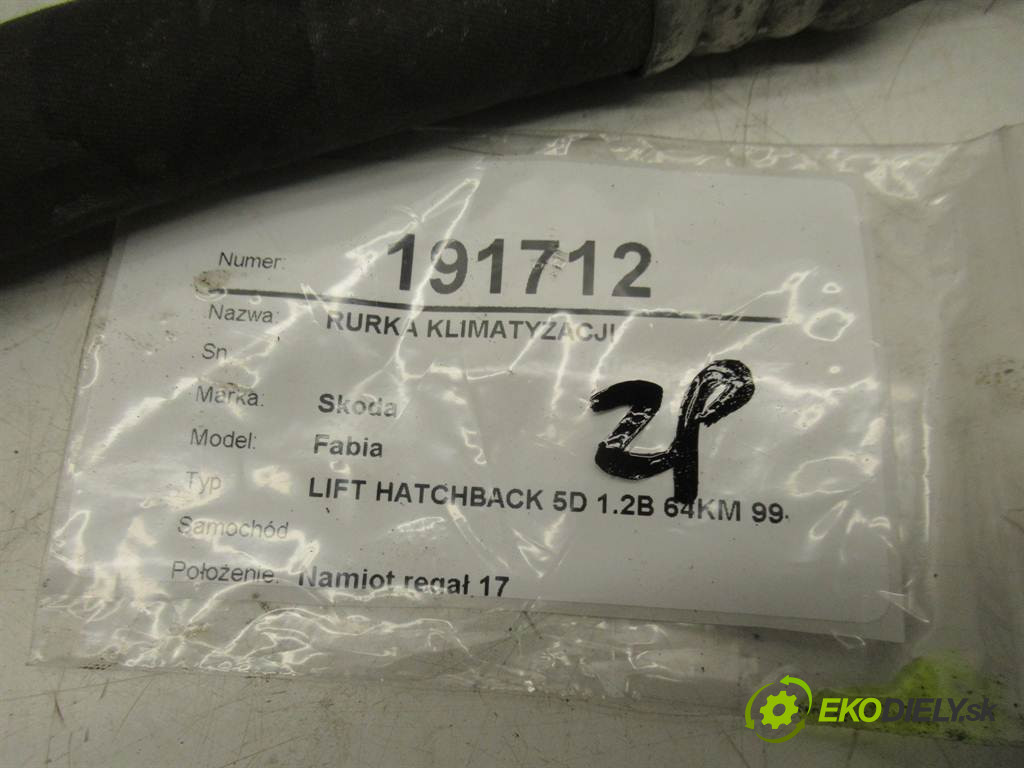 Numer: 191712
Nazwa: RURKA KLIMATYZACJI
Sn
Marka: Skoda
Model: Fabia
Typ LIFT HATCHBACK 5D 1.2B 64KM 99-
Samochód
Położenie: Namiot regał 17
EKODIELY.sk